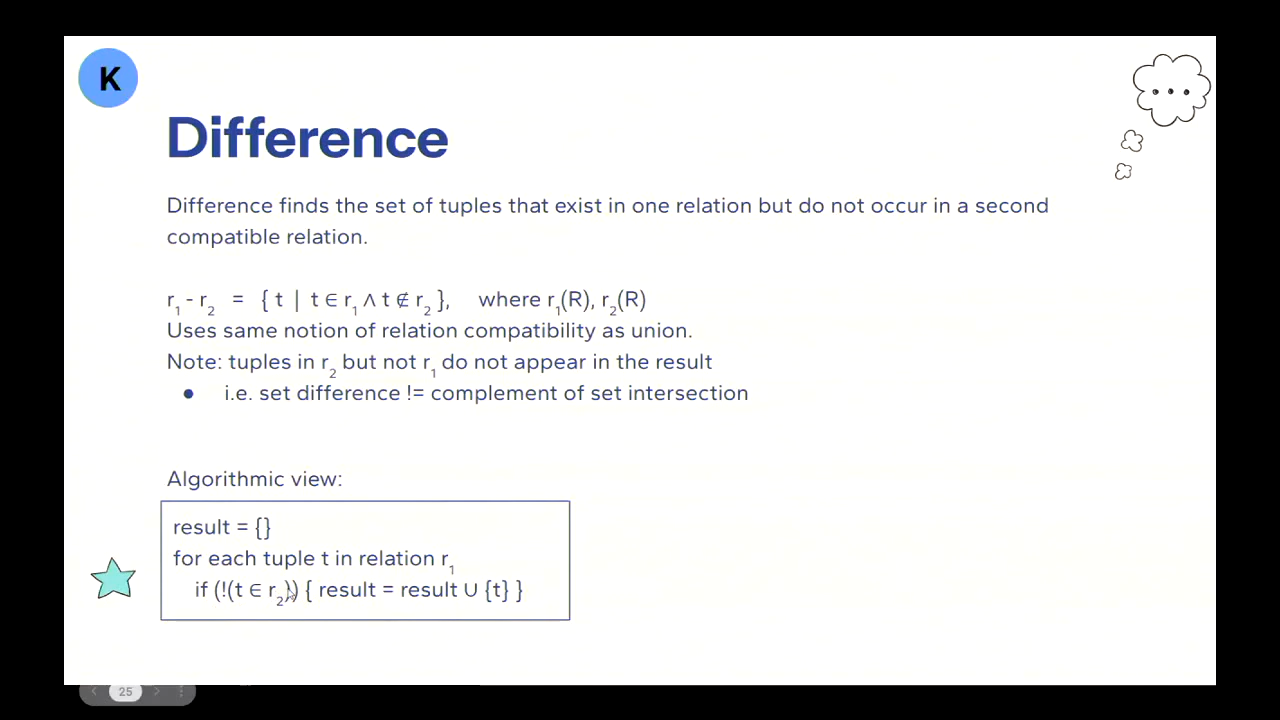 K
Difference
Difference finds the set of tuples that exist in one relation but do not occur in a second
compatible relation.
r₁ - r₂ = { t | t ∈ r₁ ∧ t ∉ r₂ }, where r₁(R), r₂(R)
Uses same notion of relation compatibility as union.
Note: tuples in r₂ but not r₁ do not appear in the result
● i.e. set difference != complement of set intersection
Algorithmic view:
result = {}
for each tuple t in relation r₁
if (!(t ∈ r₂)) { result = result ∪ {t} }
25